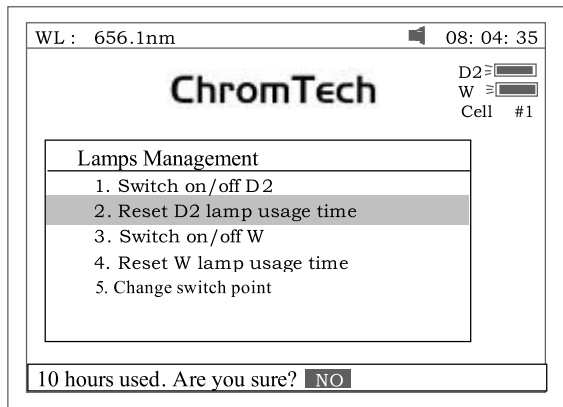 WL : 656.1nm 08: 04: 35
D2
ChromTech
W
Cell #1
Lamps Management
1. Switch on/off D2
2. Reset D2 lamp usage time
3. Switch on/off W
4. Reset W lamp usage time
5. Change switch point
10 hours used. Are you sure? NO